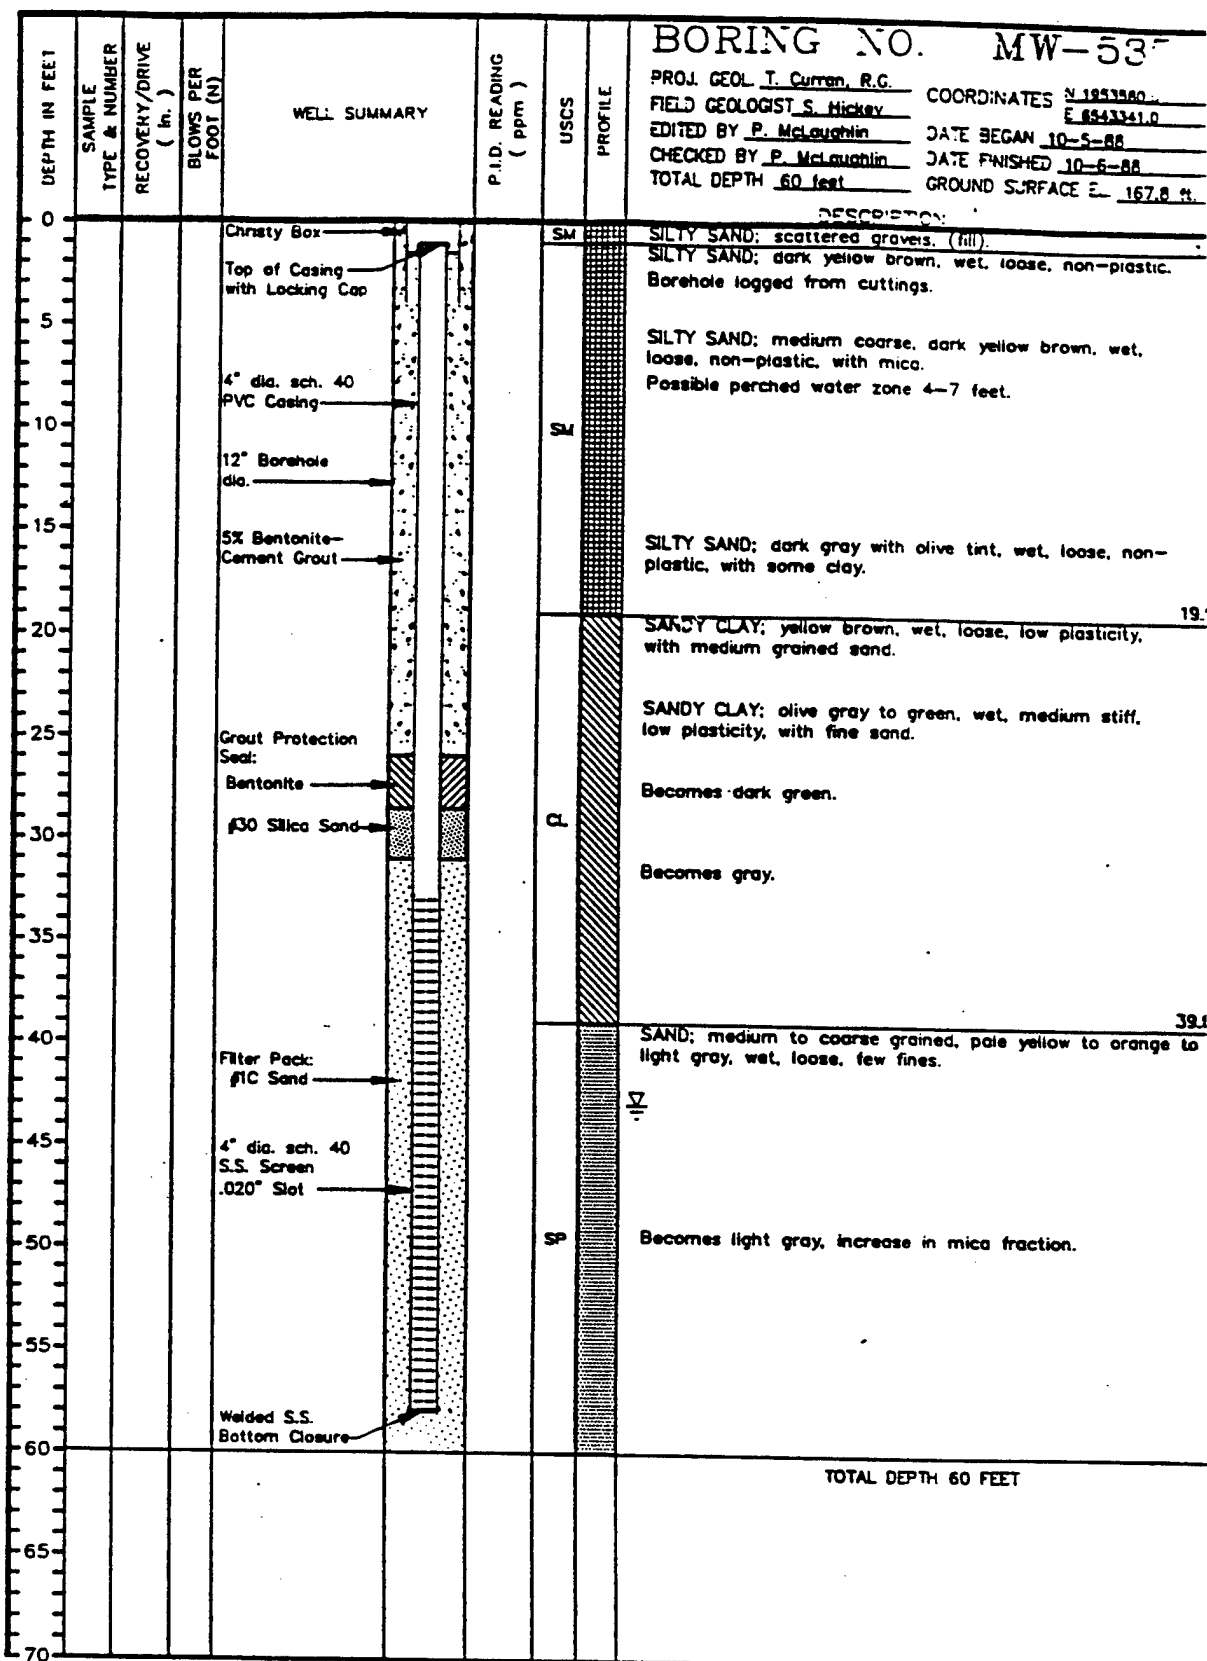 BORING NO. MW-53
PROJ. GEOL. T. Curran, R.G.
FIELD GEOLOGIST S. Hickey
EDITED BY P. McLaughlin
CHECKED BY P. McLaughlin
TOTAL DEPTH 60 feet
COORDINATES N 1953580
E 6543341.0
DATE BEGAN 10-5-88
DATE FINISHED 10-6-88
GROUND SURFACE EL. 167.8 ft.
DEPTH IN FEET
SAMPLE
TYPE & NUMBER
RECOVERY/DRIVE
( In. )
BLOWS PER
FOOT (N)
WELL SUMMARY
P.I.D. READING
( ppm )
USCS
PROFILE
DESCRIPTION
0
5
10
15
20
25
30
35
40
45
50
55
60
65
70
Christy Box
Top of Casing
with Locking Cap
4" dia. sch. 40
PVC Casing
12" Borehole
dia.
5% Bentonite-
Cement Grout
Grout Protection
Seal:
Bentonite
#30 Silica Sand
Filter Pack:
#1C Sand
4" dia. sch. 40
S.S. Screen
.020" Slot
Welded S.S.
Bottom Closure
SM
SM
CL
SP
SILTY SAND; scattered gravels, (fill).
SILTY SAND; dark yellow brown, wet, loose, non-plastic.
Borehole logged from cuttings.
SILTY SAND; medium coarse, dark yellow brown, wet,
loose, non-plastic, with mica.
Possible perched water zone 4-7 feet.
SILTY SAND; dark gray with olive tint, wet, loose, non-
plastic, with some clay.
SANDY CLAY; yellow brown, wet, loose, low plasticity,
with medium grained sand.
SANDY CLAY; olive gray to green, wet, medium stiff,
low plasticity, with fine sand.
Becomes dark green.
Becomes gray.
SAND; medium to coarse grained, pale yellow to orange to
light gray, wet, loose, few fines.
Becomes light gray, increase in mica fraction.
TOTAL DEPTH 60 FEET